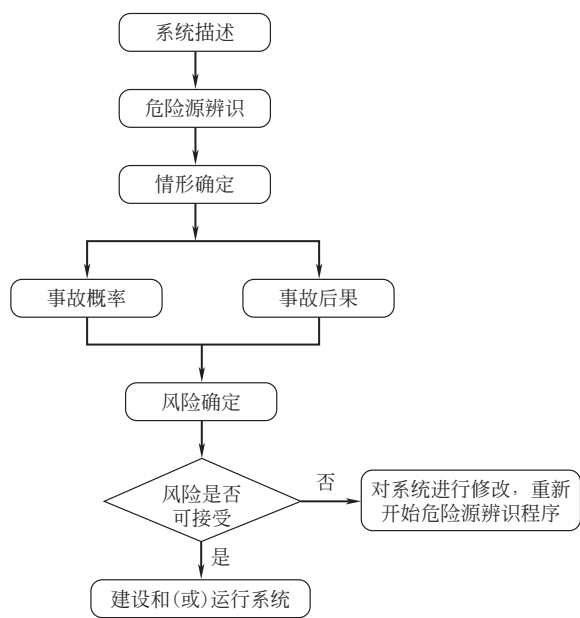 系统描述
危险源辨识
情形确定
事故概率
事故后果
风险确定
风险是否
可接受
否
对系统进行修改，重新
开始危险源辨识程序
是
建设和(或)运行系统